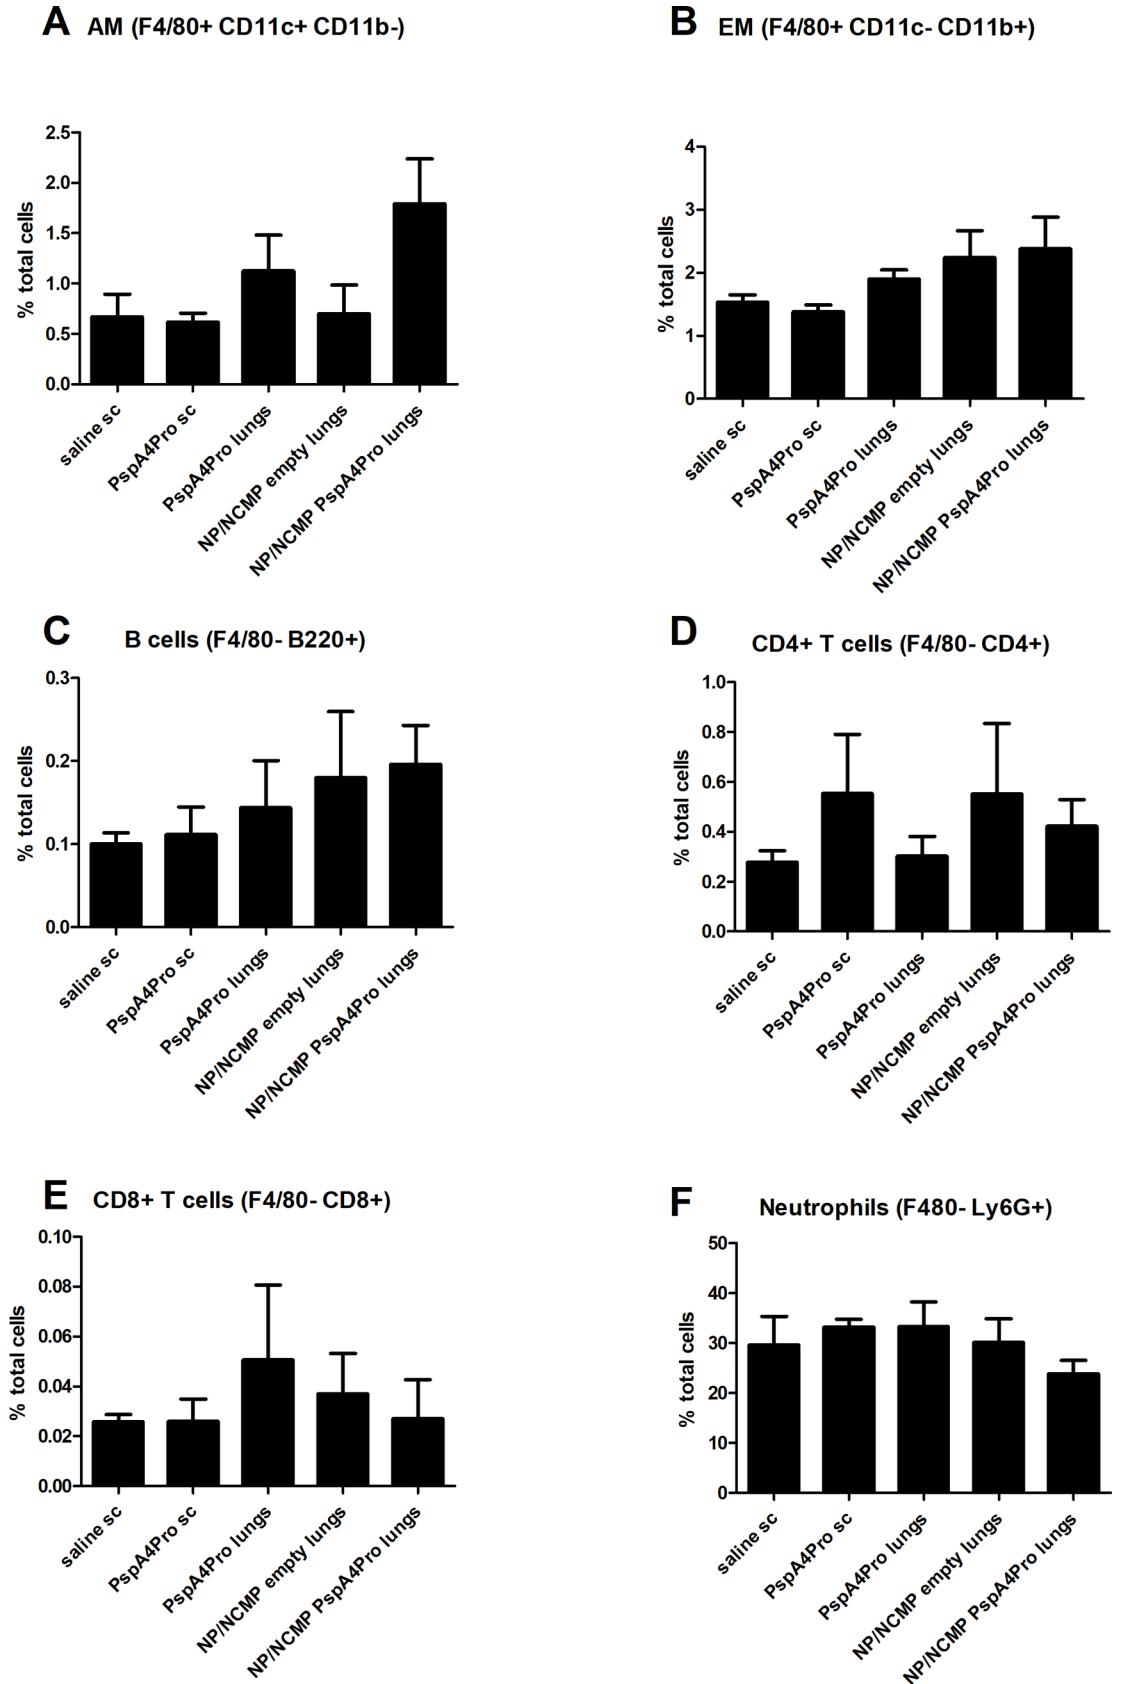 A AM (F4/80+ CD11c+ CD11b-)
% total cells
2.5
2.0
1.5
1.0
0.5
0.0
saline sc
PspA4Pro sc
PspA4Pro lungs
NP/NCMP empty lungs
NP/NCMP PspA4Pro lungs
B EM (F4/80+ CD11c- CD11b+)
% total cells
4
3
2
1
0
saline sc
PspA4Pro sc
PspA4Pro lungs
NP/NCMP empty lungs
NP/NCMP PspA4Pro lungs
C B cells (F4/80- B220+)
% total cells
0.3
0.2
0.1
0.0
saline sc
PspA4Pro sc
PspA4Pro lungs
NP/NCMP empty lungs
NP/NCMP PspA4Pro lungs
D CD4+ T cells (F4/80- CD4+)
% total cells
1.0
0.8
0.6
0.4
0.2
0.0
saline sc
PspA4Pro sc
PspA4Pro lungs
NP/NCMP empty lungs
NP/NCMP PspA4Pro lungs
E CD8+ T cells (F4/80- CD8+)
% total cells
0.10
0.08
0.06
0.04
0.02
0.00
saline sc
PspA4Pro sc
PspA4Pro lungs
NP/NCMP empty lungs
NP/NCMP PspA4Pro lungs
F Neutrophils (F480- Ly6G+)
% total cells
50
40
30
20
10
0
saline sc
PspA4Pro sc
PspA4Pro lungs
NP/NCMP empty lungs
NP/NCMP PspA4Pro lungs